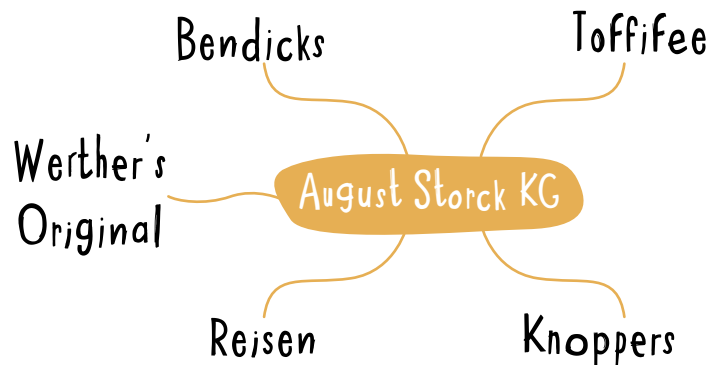 Bendicks
Toffifee
Werther's
Original
August Storck KG
Reisen
Knoppers